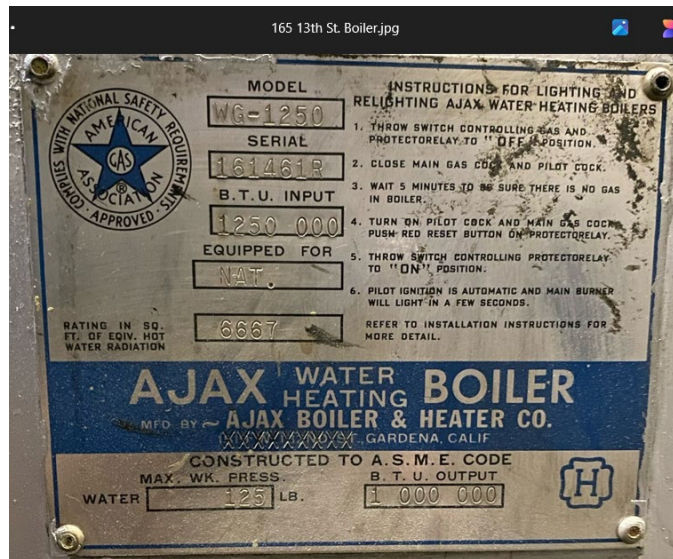 165 13th St. Boiler.jpg
COMPLIES WITH NATIONAL SAFETY REQUIREMENTS
· APPROVED ·
AMERICAN
GAS
®
ASSOCIATION
MODEL
WG-1250
SERIAL
161461R
B.T.U. INPUT
1250 000
EQUIPPED FOR
NAT.
RATING IN SQ.
FT. OF EQIV. HOT
WATER RADIATION
6667
INSTRUCTIONS FOR LIGHTING AND
RELIGHTING AJAX WATER HEATING BOILERS
1. THROW SWITCH CONTROLLING GAS AND
PROTECTORELAY TO "OFF" POSITION.
2. CLOSE MAIN GAS COCK AND PILOT COCK.
3. WAIT 5 MINUTES TO BE SURE THERE IS NO GAS
IN BOILER.
4. TURN ON PILOT COCK AND MAIN GAS COCK
PUSH RED RESET BUTTON ON PROTECTORELAY.
5. THROW SWITCH CONTROLLING PROTECTORELAY
TO "ON" POSITION.
6. PILOT IGNITION IS AUTOMATIC AND MAIN BURNER
WILL LIGHT IN A FEW SECONDS.
REFER TO INSTALLATION INSTRUCTIONS FOR
MORE DETAIL.
AJAX WATER HEATING BOILER
MFD BY ~ AJAX BOILER & HEATER CO.
GARDENA, CALIF
CONSTRUCTED TO A.S.M.E. CODE
MAX. WK. PRESS.
WATER 125 LB.
B.T.U. OUTPUT
1 000 000
H